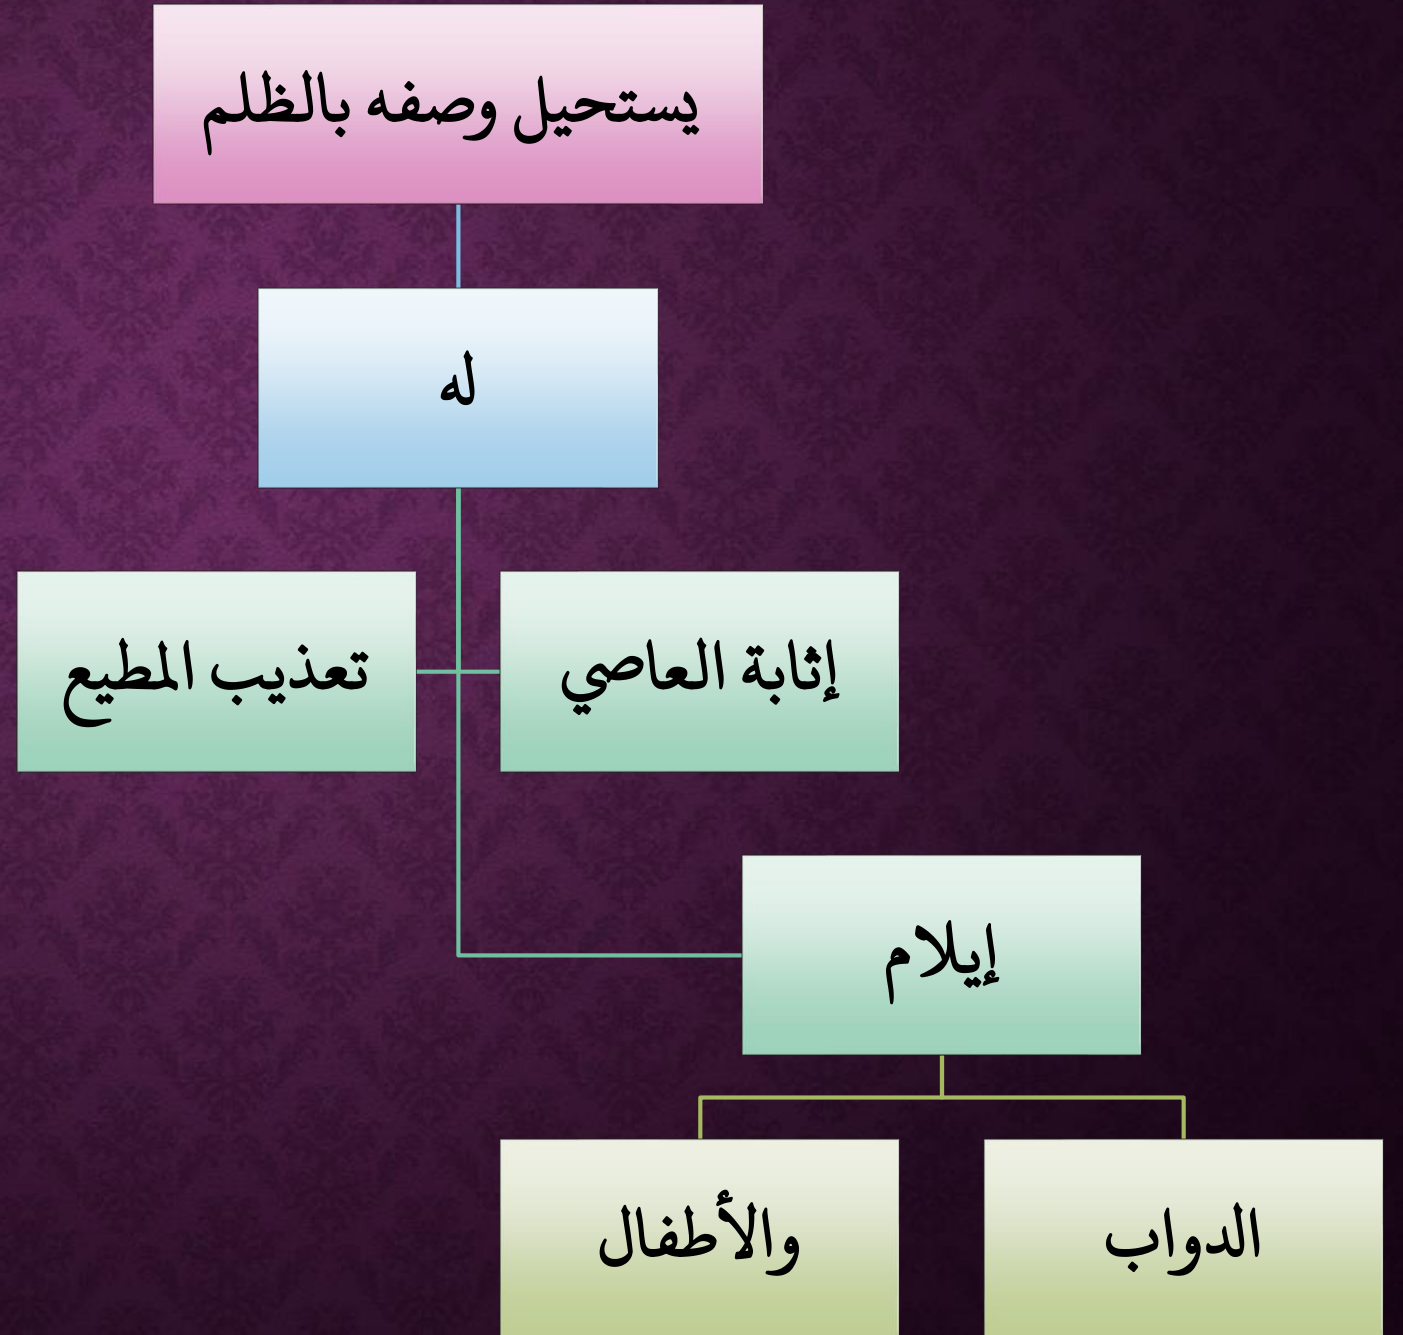 يستحيل وصفه بالظلم
له
إثابة العاصي
تعذيب المطيع
إيلام
الدواب
والأطفال